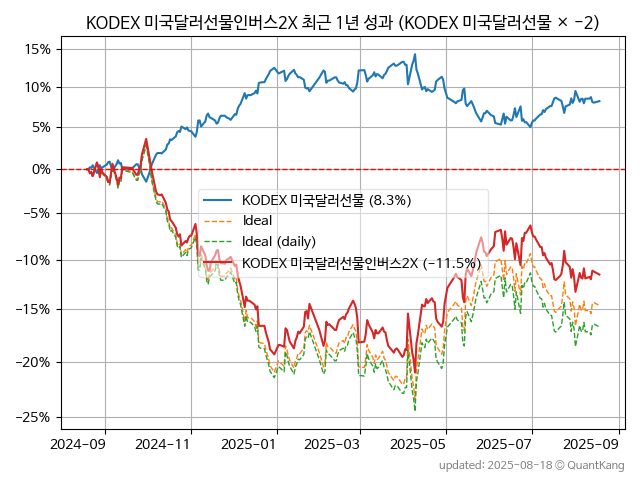 KODEX 미국달러선물인버스2X 최근 1년 성과 (KODEX 미국달러선물 × −2)
15%
10%
5%
0%
−5%
−10%
−15%
−20%
−25%
KODEX 미국달러선물 (8.3%)
Ideal
Ideal (daily)
KODEX 미국달러선물인버스2X (−11.5%)
2024−09 2024−11 2025−01 2025−03 2025−05 2025−07 2025−09
updated: 2025-08-18 © QuantKang